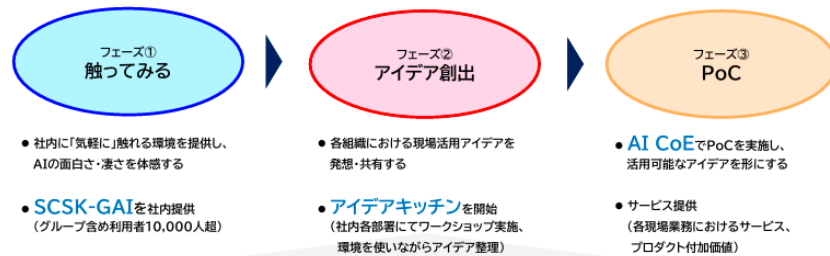 フェーズ①
触ってみる
フェーズ②
アイデア創出
フェーズ③
PoC
● 社内に「気軽に」触れる環境を提供し、
AIの面白さ・凄さを体感する
● SCSK-GAIを社内提供
（グループ含め利用者10,000人超）
● 各組織における現場活用アイデアを
発想・共有する
● アイデアキッチンを開始
（社内各部署にてワークショップ実施、
環境を使いながらアイデア整理）
● AI CoEでPoCを実施し、
活用可能なアイデアを形にする
● サービス提供
（各現場業務におけるサービス、
プロダクト付加価値）